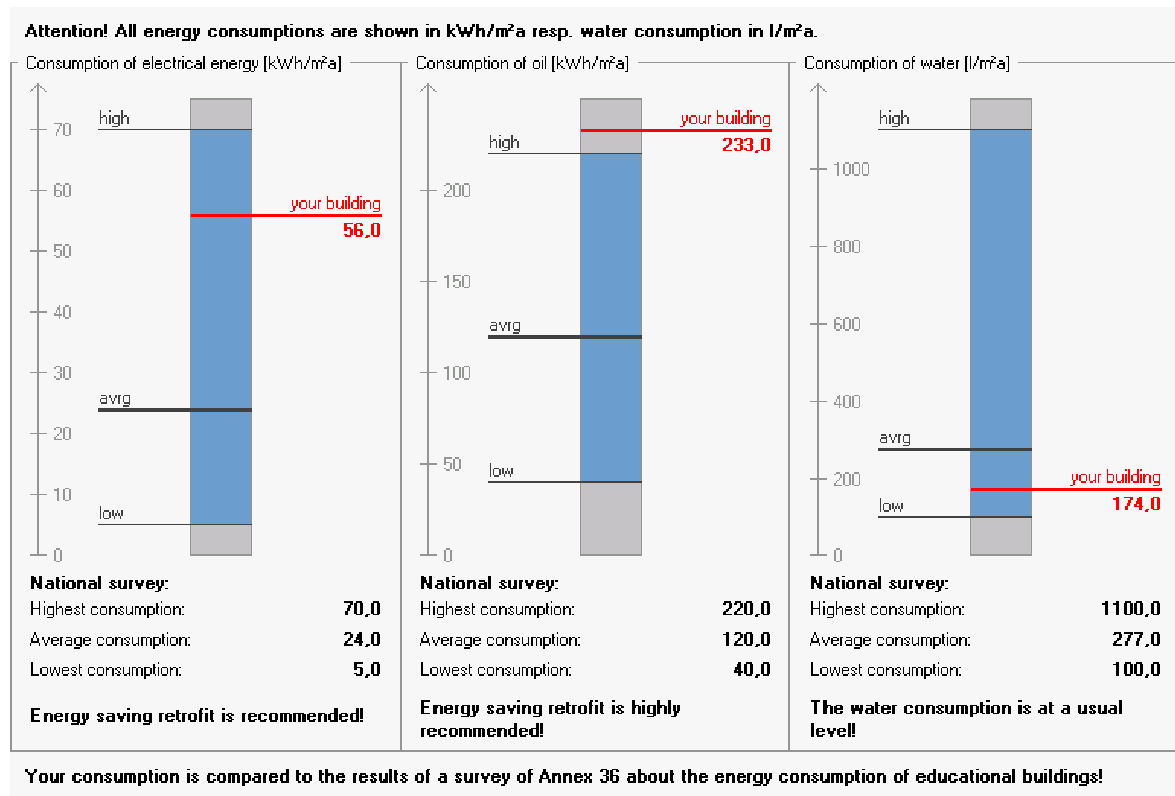 Attention! All energy consumptions are shown in kWh/m²a resp. water consumption in l/m²a.
Consumption of electrical energy [kWh/m²a]
high
70
60
your building
56,0
50
40
30
avrg
20
10
low
0
National survey:
Highest consumption: 70,0
Average consumption: 24,0
Lowest consumption: 5,0
Energy saving retrofit is recommended!
Consumption of oil [kWh/m²a]
your building
233,0
high
200
150
avrg
100
50
low
0
National survey:
Highest consumption: 220,0
Average consumption: 120,0
Lowest consumption: 40,0
Energy saving retrofit is highly
recommended!
Consumption of water [l/m²a]
high
1000
800
600
400
avrg
200
your building
174,0
low
0
National survey:
Highest consumption: 1100,0
Average consumption: 277,0
Lowest consumption: 100,0
The water consumption is at a usual
level!
Your consumption is compared to the results of a survey of Annex 36 about the energy consumption of educational buildings!